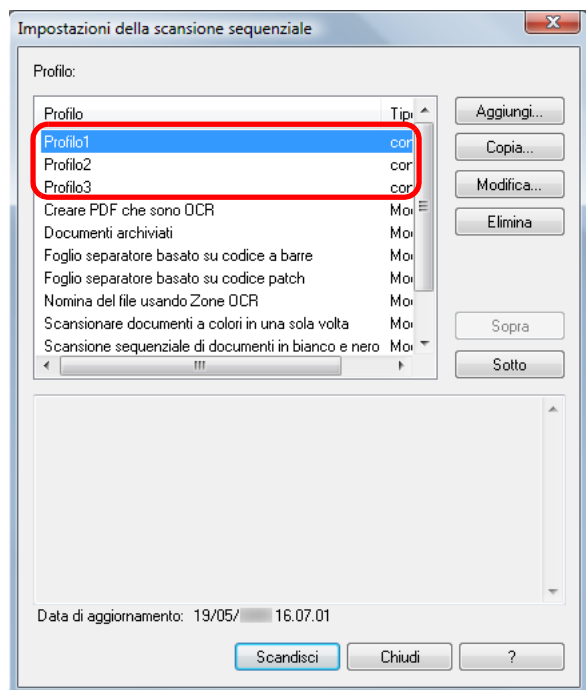 Impostazioni della scansione sequenziale
Profilo:
Profilo Tip
Profilo1 con
Profilo2 con
Profilo3 con
Creare PDF che sono OCR Mo
Documenti archiviati Mo
Foglio separatore basato su codice a barre Mo
Foglio separatore basato su codice patch Mo
Nomina del file usando Zone OCR Mo
Scansionare documenti a colori in una sola volta Mo
Scansione sequenziale di documenti in bianco e nero Mo
Aggiungi...
Copia...
Modifica...
Elimina
Sopra
Sotto
Data di aggiornamento: 19/05/ 16.07.01
Scandisci Chiudi ?